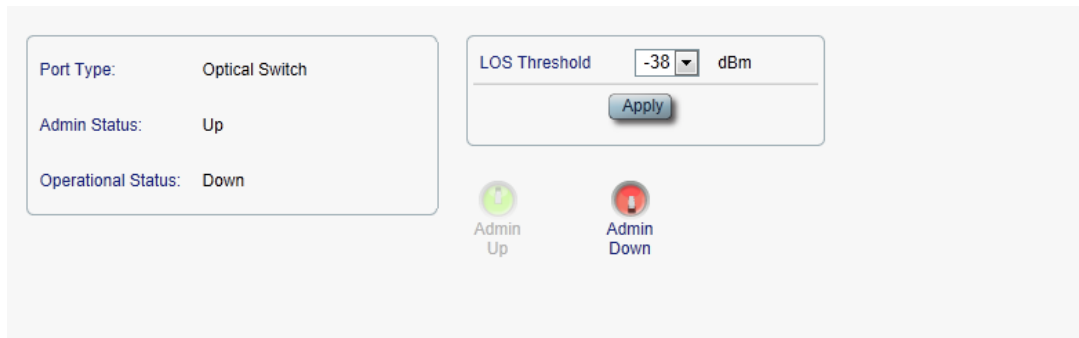 Port Type: Optical Switch
Admin Status: Up
Operational Status: Down
LOS Threshold -38 dBm
Apply
Admin
Up
Admin
Down